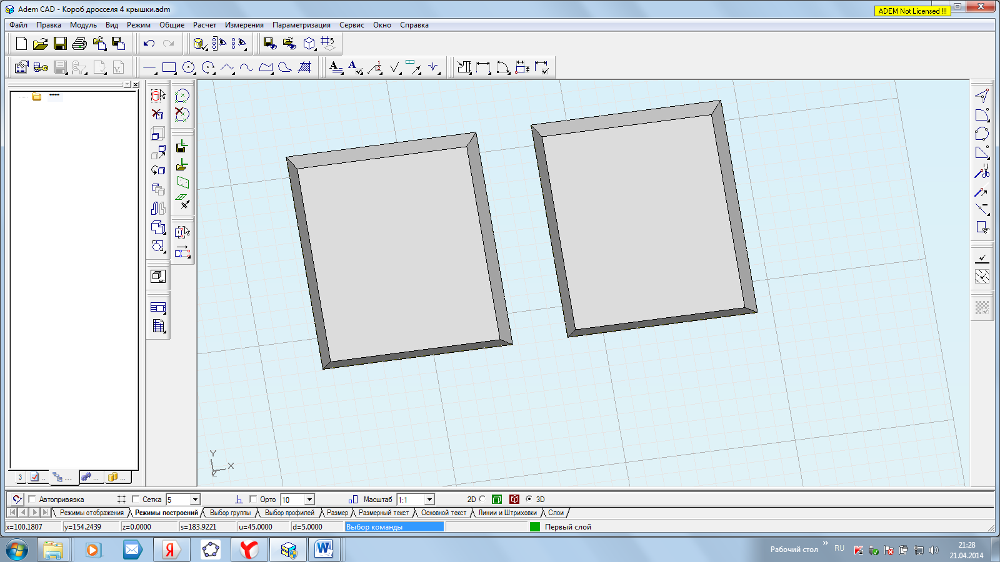 Adem CAD - Короб дросселя 4 крышки.adm
ADEM Not Licensed !!!
Файл Правка Модуль Вид Режим Общие Расчет Измерения Параметризация Сервис Окно Справка
****
Y
X
Z
3 .. ... ... ...
Автопривязка Сетка 5 Орто 10 Масштаб 1:1 2D 3D
Режимы отображения Режимы построений Выбор группы Выбор профилей Размер Размерный текст Основной текст Линии и Штриховки Слои
x=100.1807 y=154.2439 z=0.0000 s=183.9221 u=45.0000 d=5.0000 Выбор команды Первый слой
Рабочий стол » RU 21:28
21.04.2014